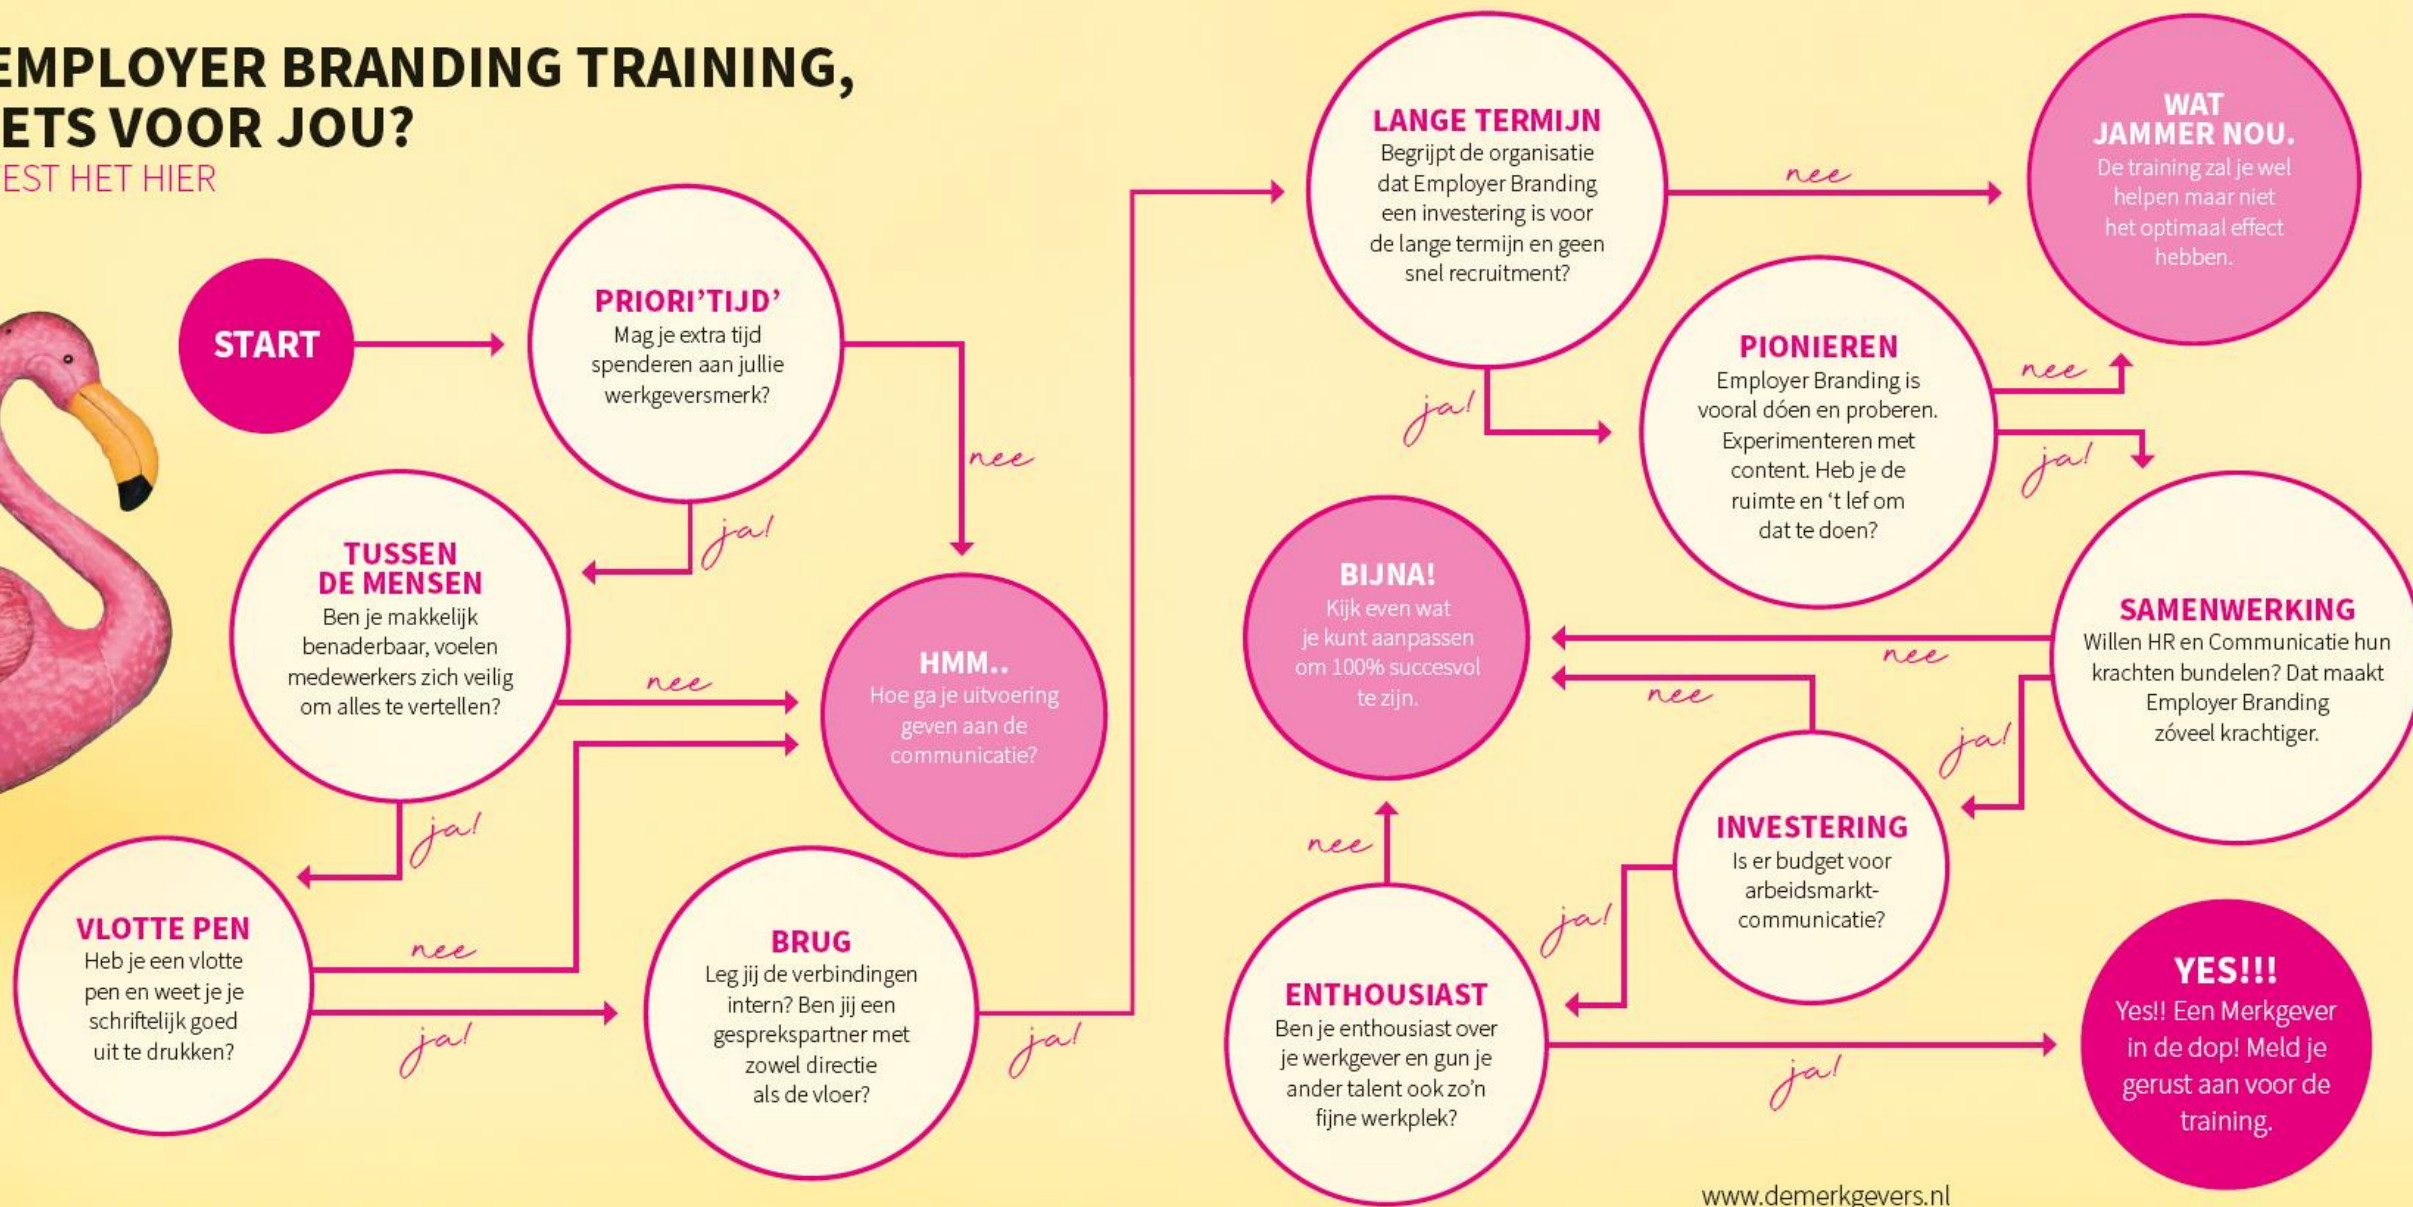 EMPLOYER BRANDING TRAINING,
ETS VOOR JOU?
EST HET HIER
START
PRIORI'TIJD'
Mag je extra tijd
spenderen aan jullie
werkgeversmerk?
nee
ja!
TUSSEN
DE MENSEN
Ben je makkelijk
benaderbaar, voelen
medewerkers zich veilig
om alles te vertellen?
nee
ja!
HMM..
Hoe ga je uitvoering
geven aan de
communicatie?
VLOTTE PEN
Heb je een vlotte
pen en weet je je
schriftelijk goed
uit te drukken?
nee
ja!
BRUG
Leg jij de verbindingen
intern? Ben jij een
gesprekspartner met
zowel directie
als de vloer?
ja!
LANGE TERMIJN
Begrijpt de organisatie
dat Employer Branding
een investering is voor
de lange termijn en geen
snel recruitment?
nee
ja!
WAT
JAMMER NOU.
De training zal je wel
helpen maar niet
het optimaal effect
hebben.
PIONIEREN
Employer Branding is
vooral dóen en proberen.
Experimenteren met
content. Heb je de
ruimte en 't lef om
dat te doen?
nee
ja!
SAMENWERKING
Willen HR en Communicatie hun
krachten bundelen? Dat maakt
Employer Branding
zóveel krachtiger.
nee
ja!
BIJNA!
Kijk even wat
je kunt aanpassen
om 100% succesvol
te zijn.
INVESTERING
Is er budget voor
arbeidsmarkt-
communicatie?
nee
ja!
ENTHOUSIAST
Ben je enthousiast over
je werkgever en gun je
ander talent ook zo'n
fijne werkplek?
nee
ja!
YES!!!
Yes!! Een Merkgever
in de dop! Meld je
gerust aan voor de
training.
www.demerkgevers.nl